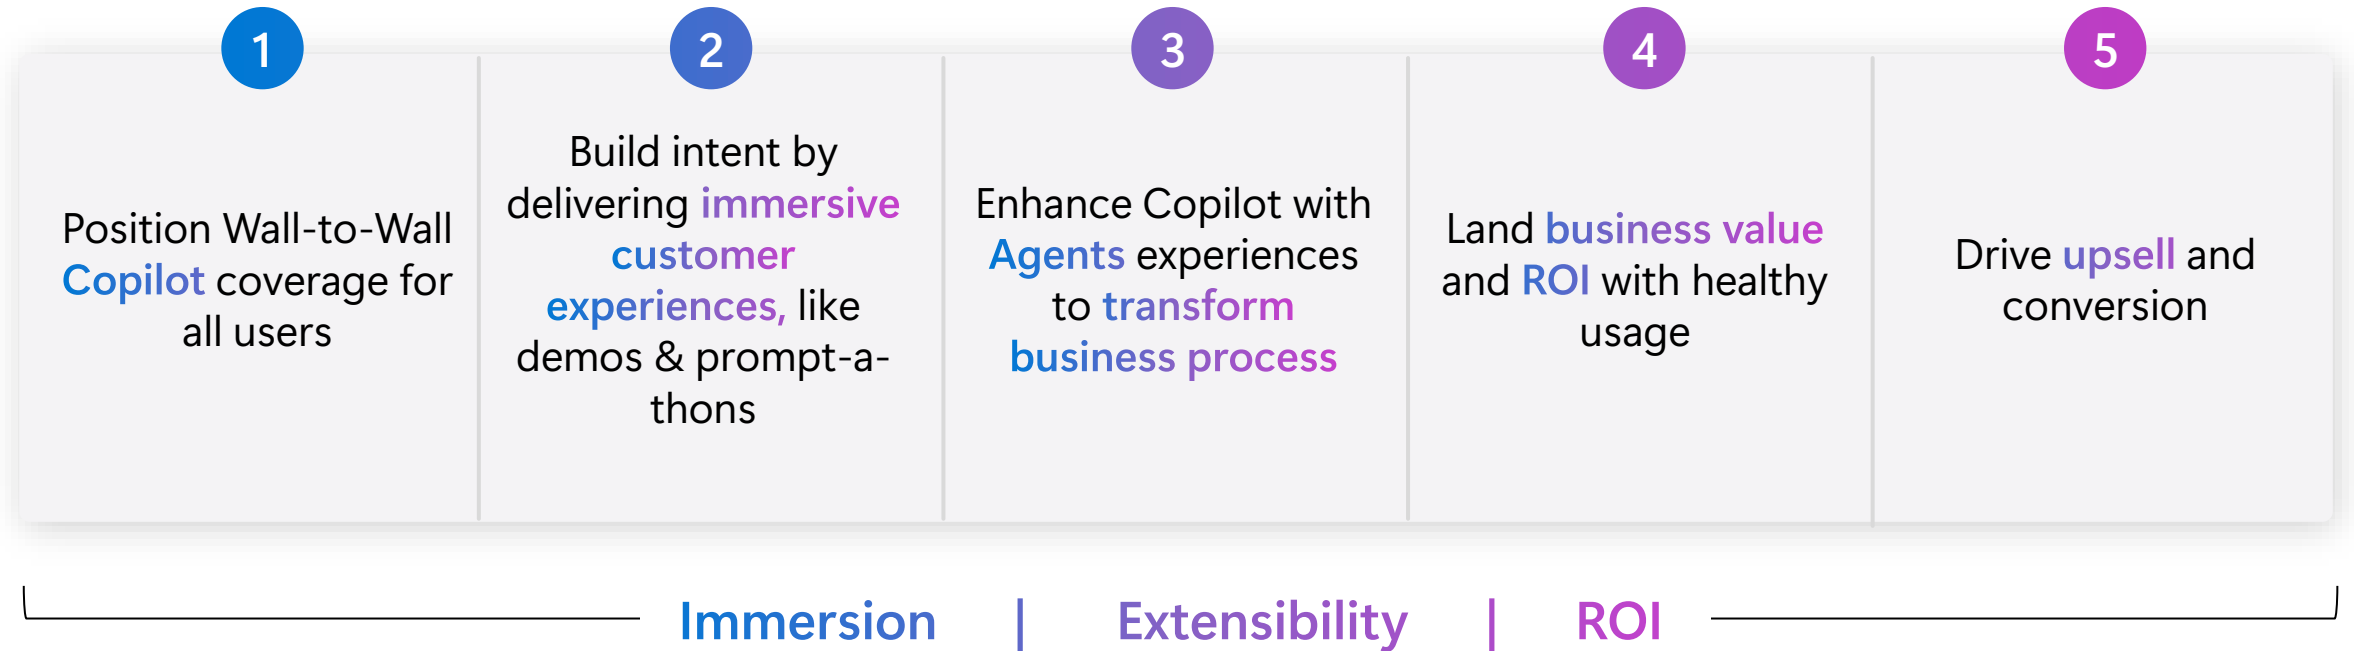 1
Position Wall-to-Wall
Copilot coverage for
all users
2
Build intent by
delivering immersive
customer
experiences, like
demos & prompt-a-
thons
3
Enhance Copilot with
Agents experiences
to transform
business process
4
Land business value
and ROI with healthy
usage
5
Drive upsell and
conversion
Immersion | Extensibility | ROI